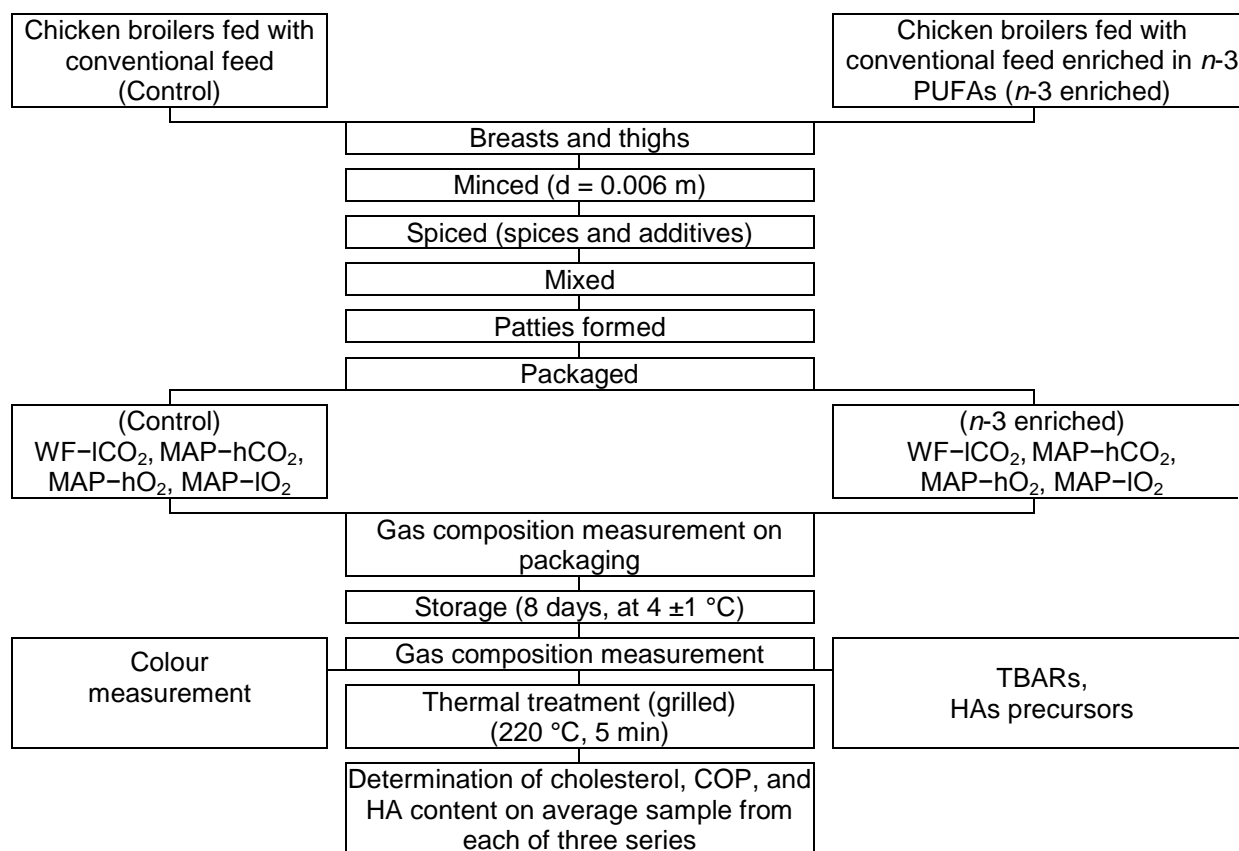 Chicken broilers fed with
conventional feed
(Control)
Chicken broilers fed with
conventional feed enriched in n-3
PUFAs (n-3 enriched)
Breasts and thighs
Minced (d = 0.006 m)
Spiced (spices and additives)
Mixed
Patties formed
Packaged
(Control)
WF−lCO₂, MAP−hCO₂,
MAP−hO₂, MAP−lO₂
(n-3 enriched)
WF−lCO₂, MAP−hCO₂,
MAP−hO₂, MAP−lO₂
Gas composition measurement on
packaging
Storage (8 days, at 4 ±1 °C)
Colour
measurement
Gas composition measurement
TBARs,
HAs precursors
Thermal treatment (grilled)
(220 °C, 5 min)
Determination of cholesterol, COP, and
HA content on average sample from
each of three series